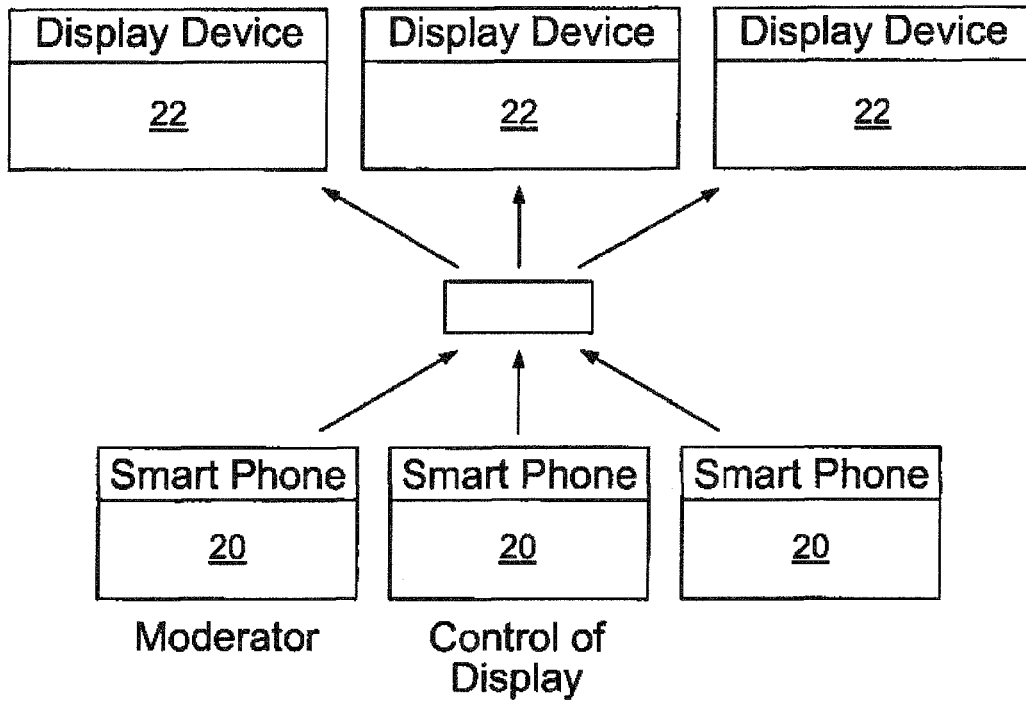 Display Device Display Device Display Device
22 22 22
Smart Phone Smart Phone Smart Phone
20 20 20
Moderator Control of
Display